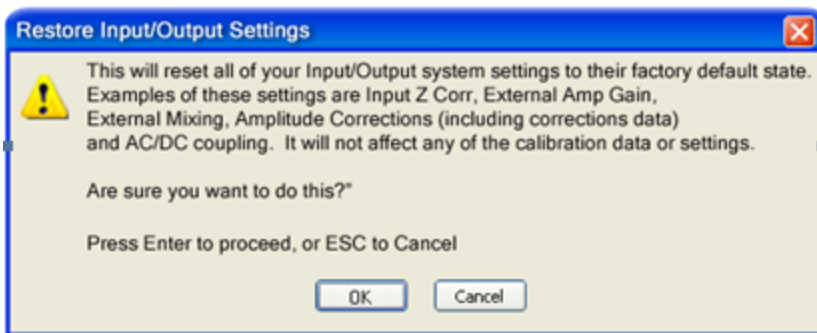 Restore Input/Output Settings
This will reset all of your Input/Output system settings to their factory default state.
Examples of these settings are Input Z Corr, External Amp Gain,
External Mixing, Amplitude Corrections (including corrections data)
and AC/DC coupling. It will not affect any of the calibration data or settings.
Are sure you want to do this?"
Press Enter to proceed, or ESC to Cancel
OK
Cancel